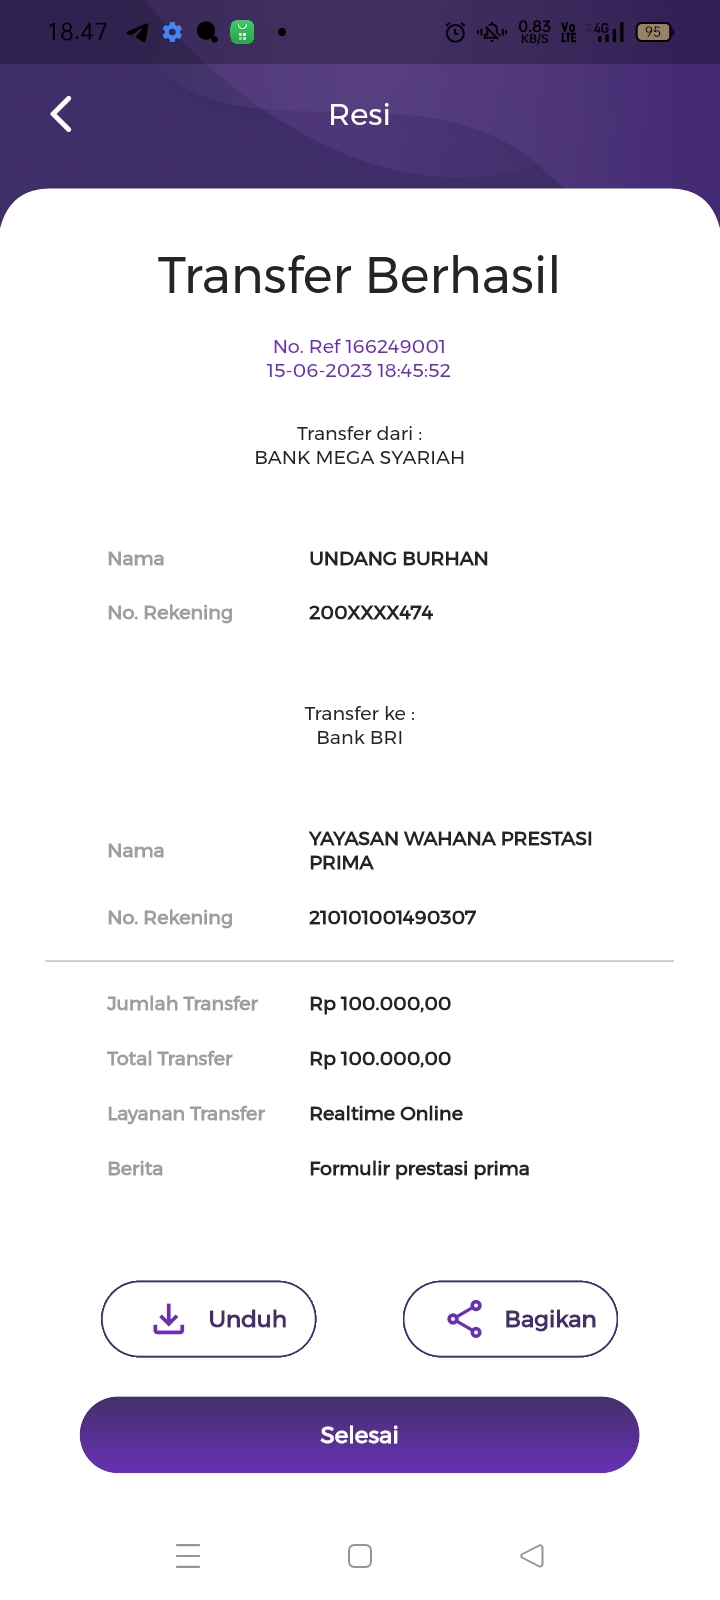 18.47
0.83
KB/S
Vo
LTE
4G
95
Resi
Transfer Berhasil
No. Ref 166249001
15-06-2023 18:45:52
Transfer dari :
BANK MEGA SYARIAH
Nama UNDANG BURHAN
No. Rekening 200XXXX474
Transfer ke :
Bank BRI
Nama YAYASAN WAHANA PRESTASI
PRIMA
No. Rekening 210101001490307
Jumlah Transfer Rp 100.000,00
Total Transfer Rp 100.000,00
Layanan Transfer Realtime Online
Berita Formulir prestasi prima
Unduh Bagikan
Selesai